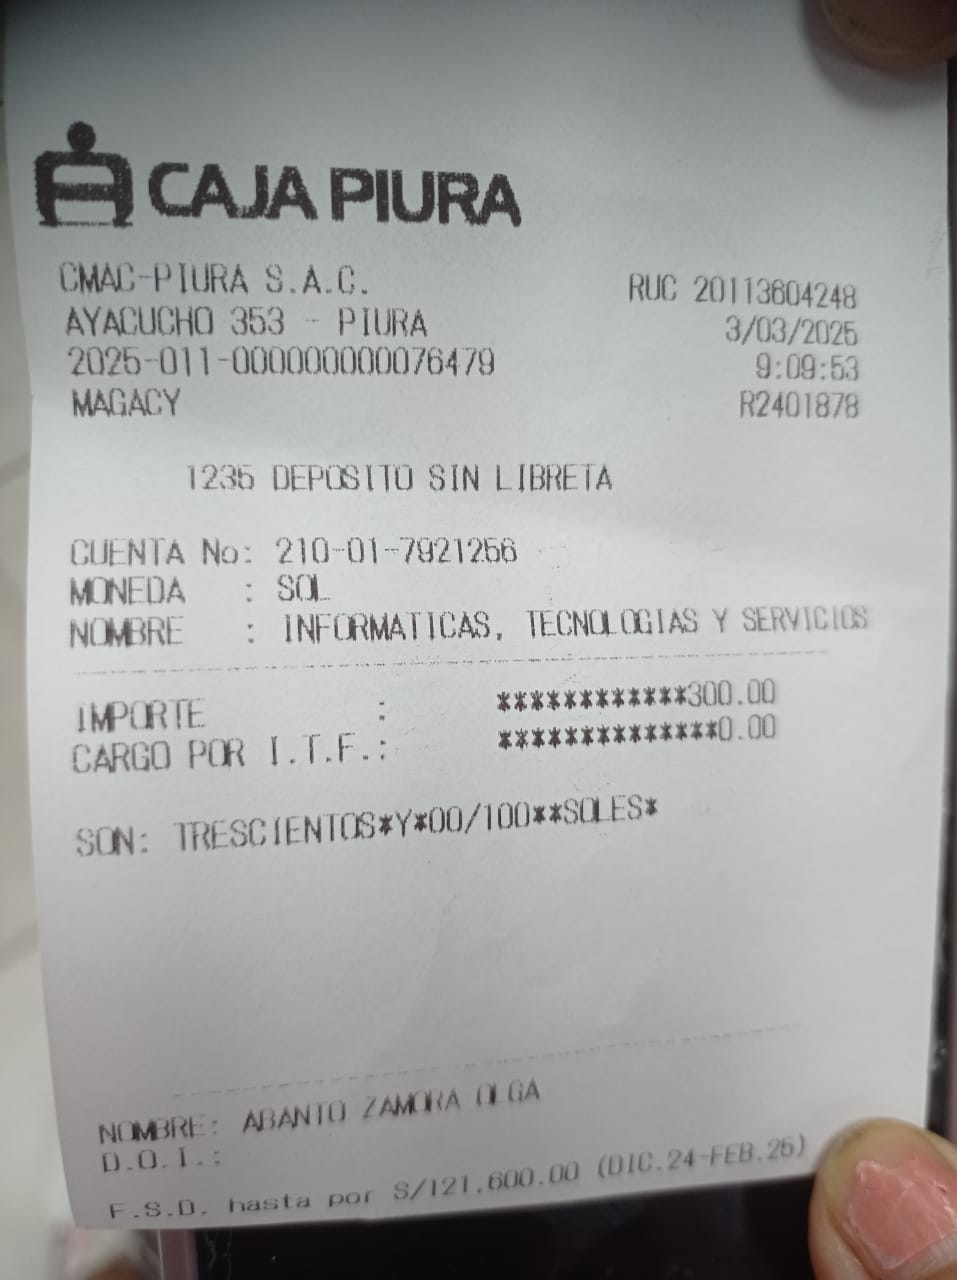 CAJA PIURA
CMAC-PIURA S.A.C. RUC 20113604248
AYACUCHO 353 - PIURA 3/03/2025
2025-011-000000000076479 9:09:53
MAGACY R2401878
1235 DEPOSITO SIN LIBRETA
CUENTA No: 210-01-7921256
MONEDA : SOL
NOMBRE : INFORMATICAS, TECNOLOGIAS Y SERVICIOS
IMPORTE : ************300.00
CARGO POR I.T.F.: **************0.00
SON: TRESCIENTOS*Y*00/100**SOLES*
NOMBRE: ABANTO ZAMORA OLGA
D.O.I.:
F.S.D. hasta por S/121,600.00 (DIC.24-FEB.25)